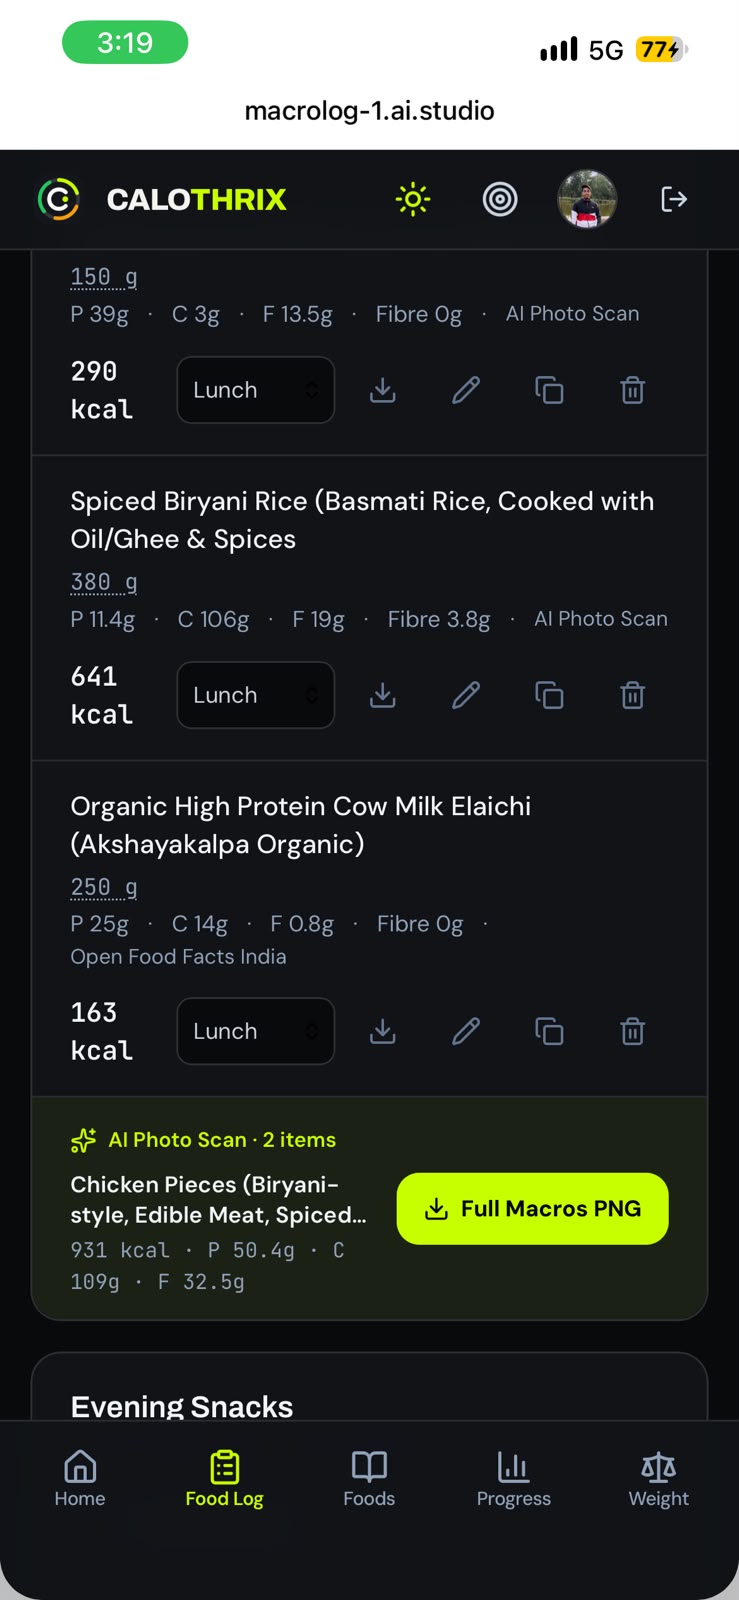 3:19
5G
77
macrolog-1.ai.studio
CALOTHRIX
150 g
P 39g · C 3g · F 13.5g · Fibre 0g · AI Photo Scan
290
kcal
Lunch
Spiced Biryani Rice (Basmati Rice, Cooked with
Oil/Ghee & Spices
380 g
P 11.4g · C 106g · F 19g · Fibre 3.8g · AI Photo Scan
641
kcal
Lunch
Organic High Protein Cow Milk Elaichi
(Akshayakalpa Organic)
250 g
P 25g · C 14g · F 0.8g · Fibre 0g ·
Open Food Facts India
163
kcal
Lunch
AI Photo Scan · 2 items
Chicken Pieces (Biryani-
style, Edible Meat, Spiced...
931 kcal · P 50.4g · C
109g · F 32.5g
Full Macros PNG
Evening Snacks
Home
Food Log
Foods
Progress
Weight